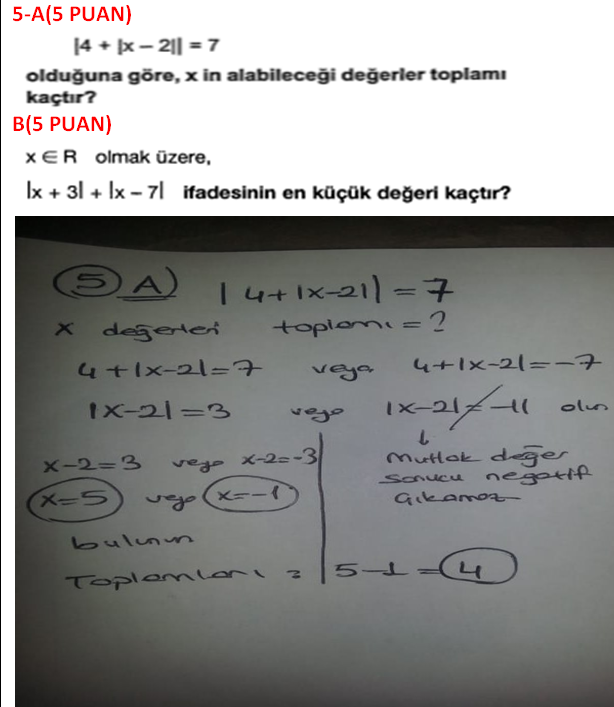 5-A(5 PUAN)
|4 + |x – 2|| = 7
olduğuna göre, x in alabileceği değerler toplamı
kaçtır?
B(5 PUAN)
x ∈ R olmak üzere,
|x + 3| + |x – 7| ifadesinin en küçük değeri kaçtır?
5 A) | 4+|x-2|| = 7
x değerleri toplamı = ?
4+|x-2|=7 veya 4+|x-2|=-7
|x-2|=3 veya |x-2|≠-11 olur
x-2=3 veya x-2=-3 mutlak değer
sonucu negatif
x=5 veya x=-1 çıkamaz
bulunur
Toplamları = 5-1 = 4